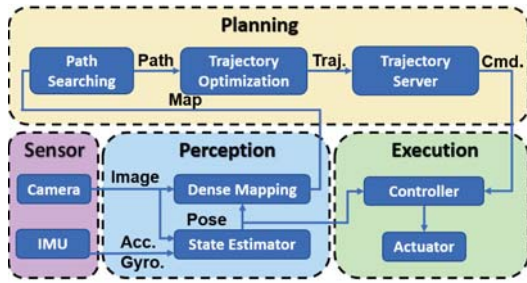 Planning
Path Searching
Path
Trajectory Optimization
Traj.
Trajectory Server
Cmd.
Map
Sensor
Perception
Execution
Camera
Image
Dense Mapping
Controller
Pose
IMU
Acc.
Gyro.
State Estimator
Actuator